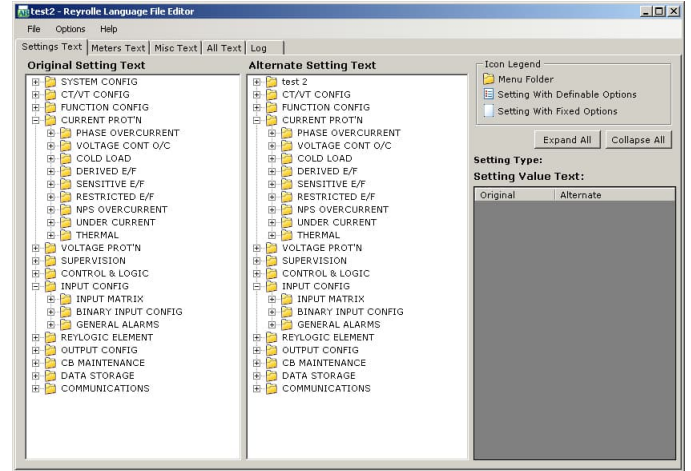 test2 - Reyrolle Language File Editor
File Options Help
Settings Text Meters Text Misc Text All Text Log
Original Setting Text
SYSTEM CONFIG
CT/VT CONFIG
FUNCTION CONFIG
CURRENT PROT'N
PHASE OVERCURRENT
VOLTAGE CONT O/C
COLD LOAD
DERIVED E/F
SENSITIVE E/F
RESTRICTED E/F
NPS OVERCURRENT
UNDER CURRENT
THERMAL
VOLTAGE PROT'N
SUPERVISION
CONTROL & LOGIC
INPUT CONFIG
INPUT MATRIX
BINARY INPUT CONFIG
GENERAL ALARMS
REYLOGIC ELEMENT
OUTPUT CONFIG
CB MAINTENANCE
DATA STORAGE
COMMUNICATIONS
Alternate Setting Text
test 2
CT/VT CONFIG
FUNCTION CONFIG
CURRENT PROT'N
PHASE OVERCURRENT
VOLTAGE CONT O/C
COLD LOAD
DERIVED E/F
SENSITIVE E/F
RESTRICTED E/F
NPS OVERCURRENT
UNDER CURRENT
THERMAL
VOLTAGE PROT'N
SUPERVISION
CONTROL & LOGIC
INPUT CONFIG
INPUT MATRIX
BINARY INPUT CONFIG
GENERAL ALARMS
REYLOGIC ELEMENT
OUTPUT CONFIG
CB MAINTENANCE
DATA STORAGE
COMMUNICATIONS
Icon Legend
Menu Folder
Setting With Definable Options
Setting With Fixed Options
Expand All Collapse All
Setting Type:
Setting Value Text:
Original Alternate